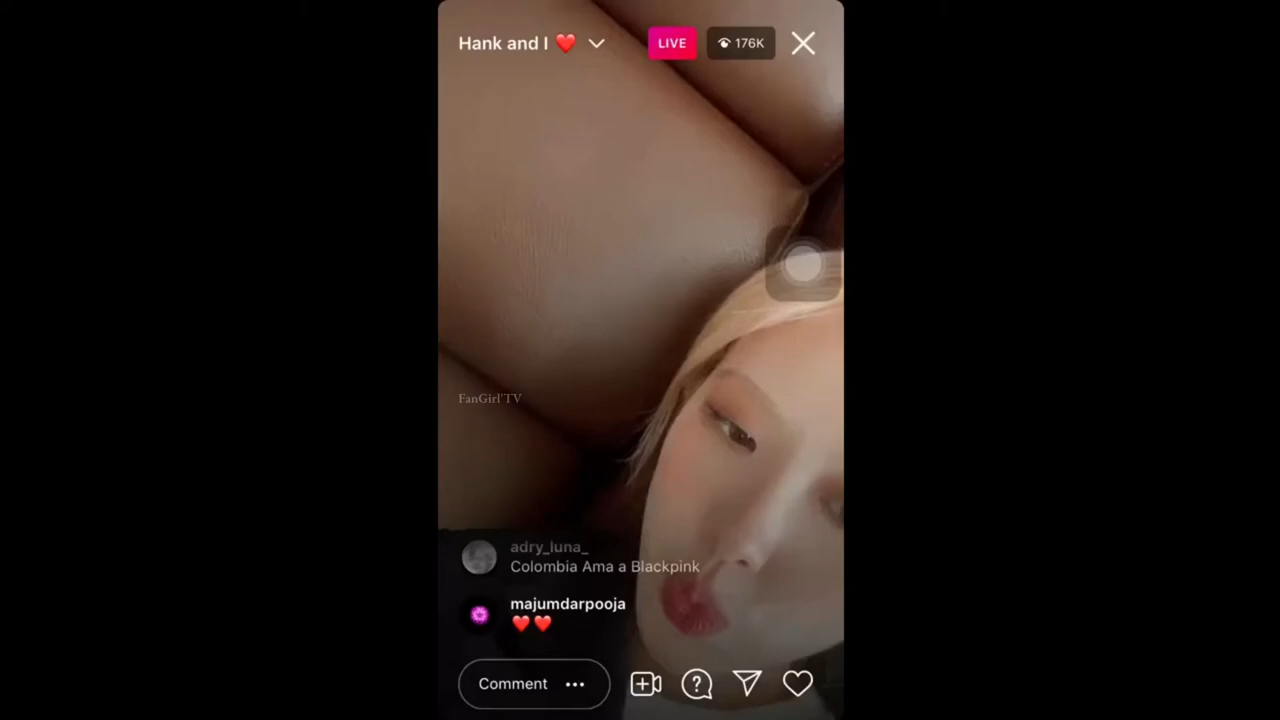 Hank and I ❤️
LIVE
176K
FanGirl'TV
adry_luna_
Colombia Ama a Blackpink
majumdarpooja
❤️❤️
Comment